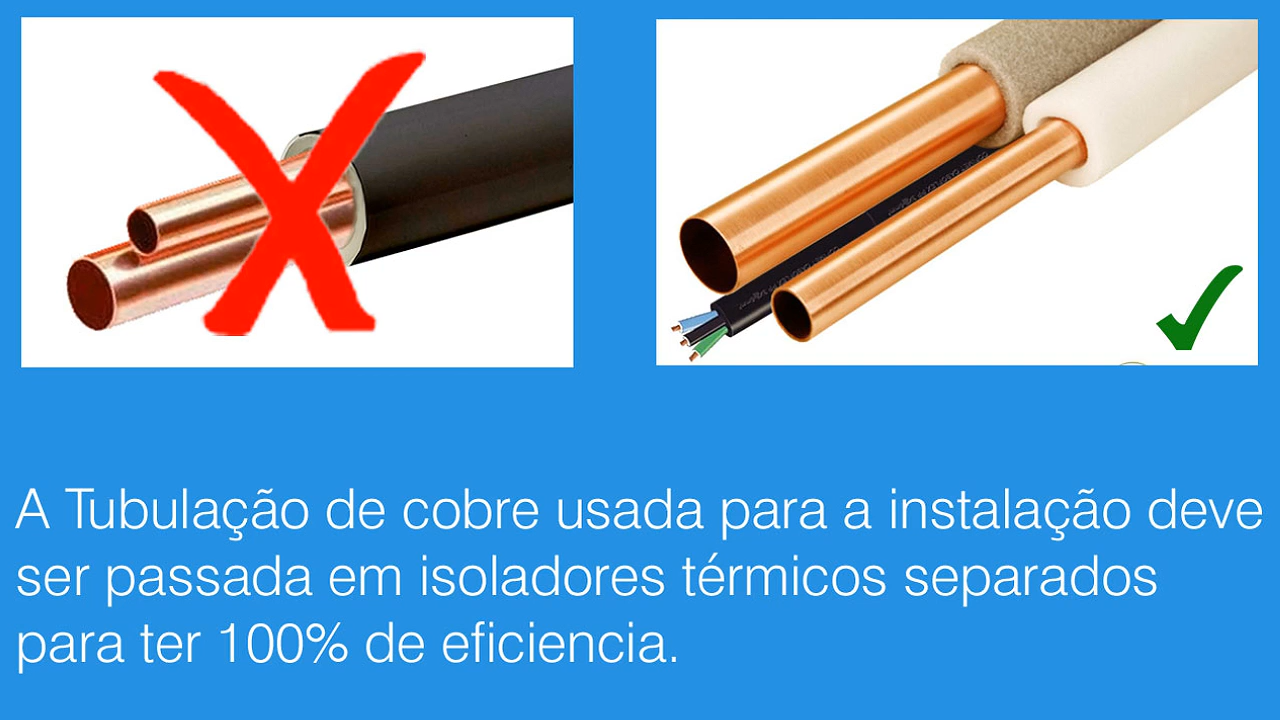 A Tubulação de cobre usada para a instalação deve
ser passada em isoladores térmicos separados
para ter 100% de eficiencia.